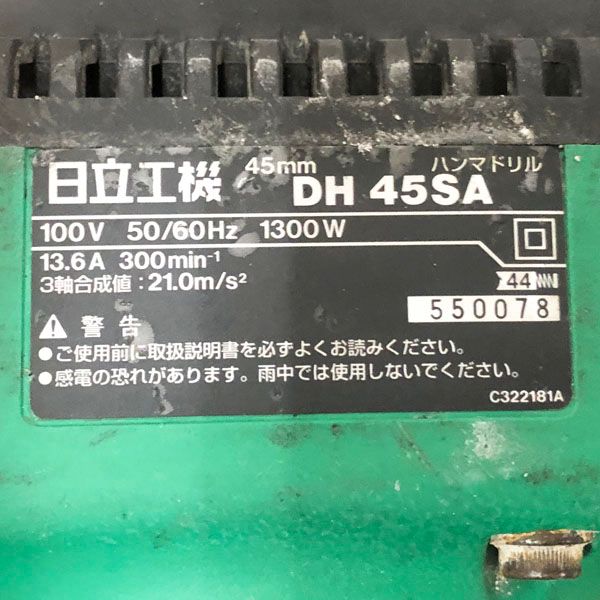 日立工機 45mm DH 45SA ハンマドリル
100V 50/60Hz 1300W
13.6A 300min⁻¹
3軸合成値：21.0m/s²
44
550078
警告
●ご使用前に取扱説明書を必ずよくお読みください。
●感電の恐れがあります。雨中では使用しないでください。
C322181A